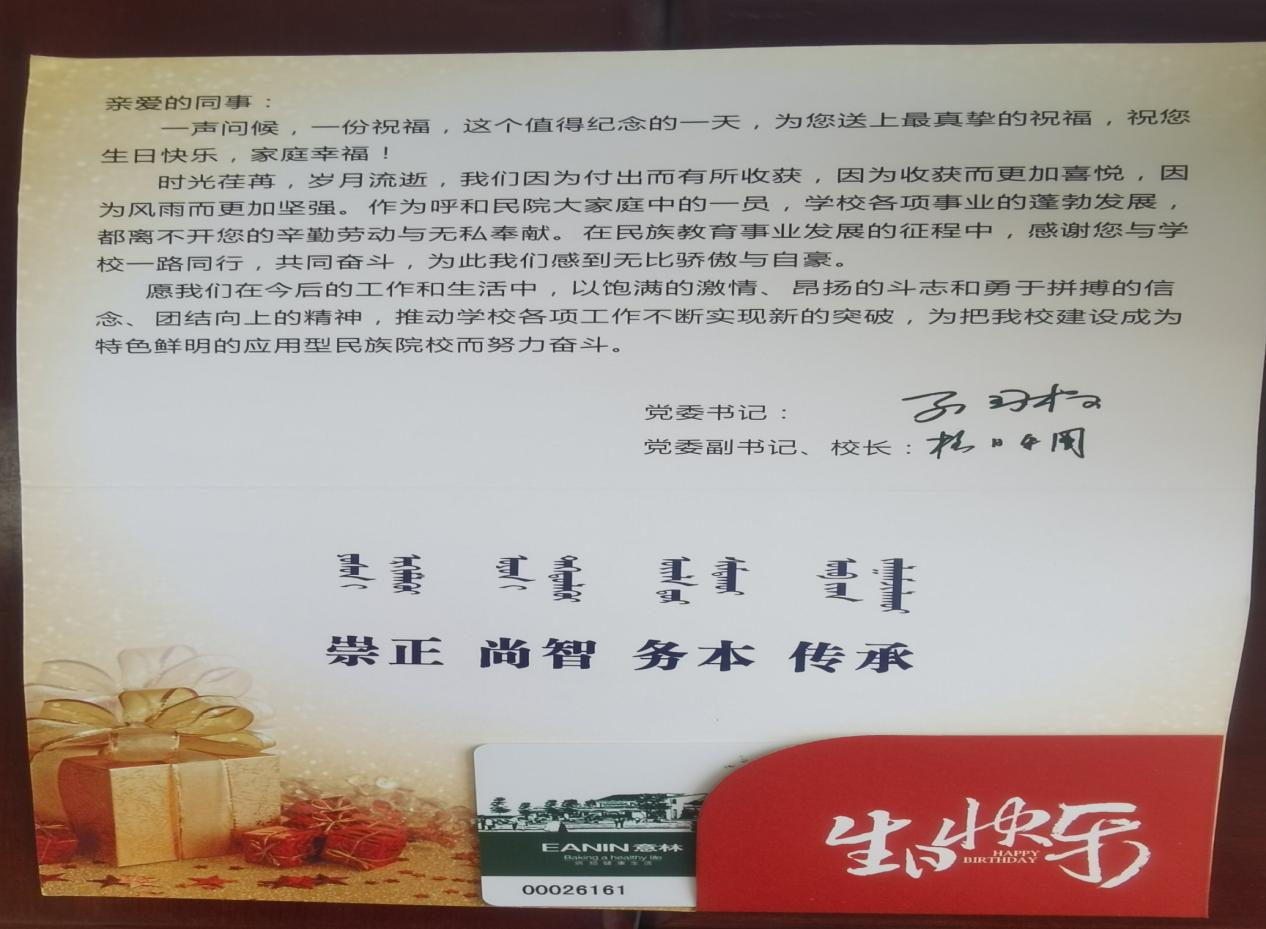 亲爱的同事：
一声问候，一份祝福，这个值得纪念的一天，为您送上最真挚的祝福，祝您
生日快乐，家庭幸福！
时光荏苒，岁月流逝，我们因为付出而有所收获，因为收获而更加喜悦，因
为风雨而更加坚强。作为呼和民院大家庭中的一员，学校各项事业的蓬勃发展，
都离不开您的辛勤劳动与无私奉献。在民族教育事业发展的征程中，感谢您与学
校一路同行，共同奋斗，为此我们感到无比骄傲与自豪。
愿我们在今后的工作和生活中，以饱满的激情、昂扬的斗志和勇于拼搏的信
念、团结向上的精神，推动学校各项工作不断实现新的突破，为把我校建设成为
特色鲜明的应用型民族院校而努力奋斗。
党委书记：
党委副书记、校长：
崇正 尚智 务本 传承
EANIN 意林
Baking a healthy life
烘焙健康生活
00026161
生日快乐
HAPPY
BIRTHDAY